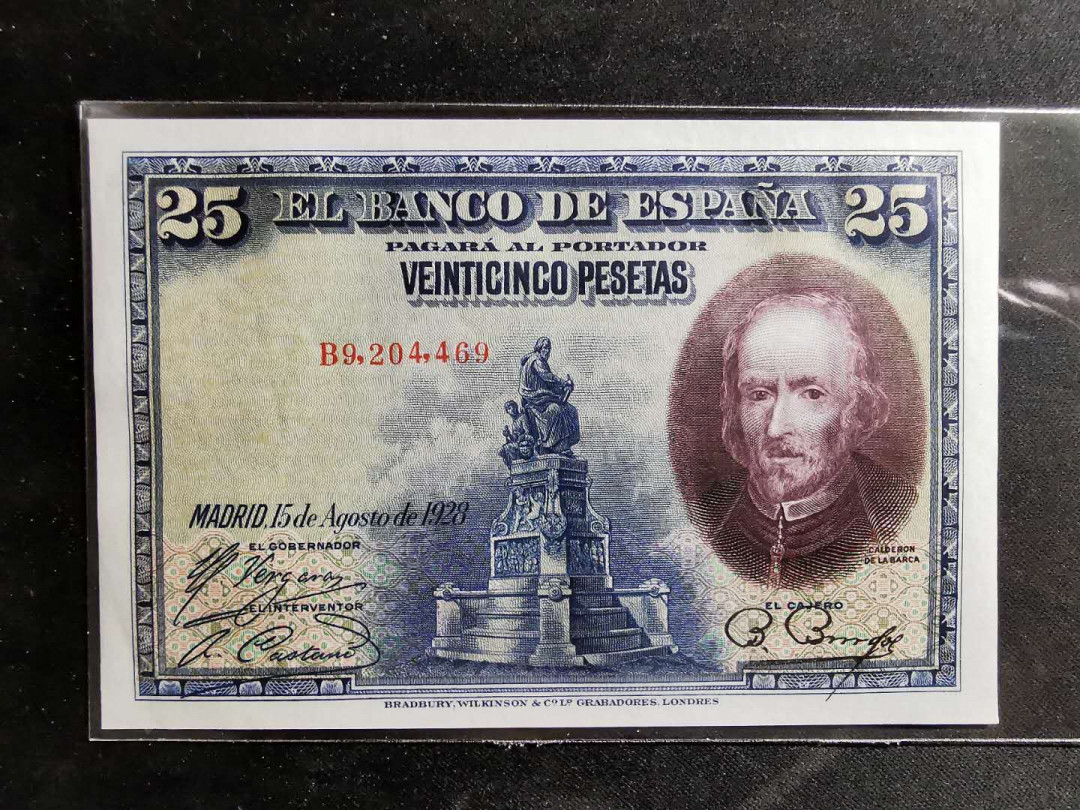 25 EL BANCO DE ESPAÑA 25
PAGARÁ AL PORTADOR
VEINTICINCO PESETAS
B9,204,469
MADRID, 15 de Agosto de 1928
EL GOBERNADOR
Vergara
CALDERON
DE LA BARCA
EL INTERVENTOR
EL CAJERO
BRADBURY, WILKINSON & Cº Lº GRABADORES. LONDRES